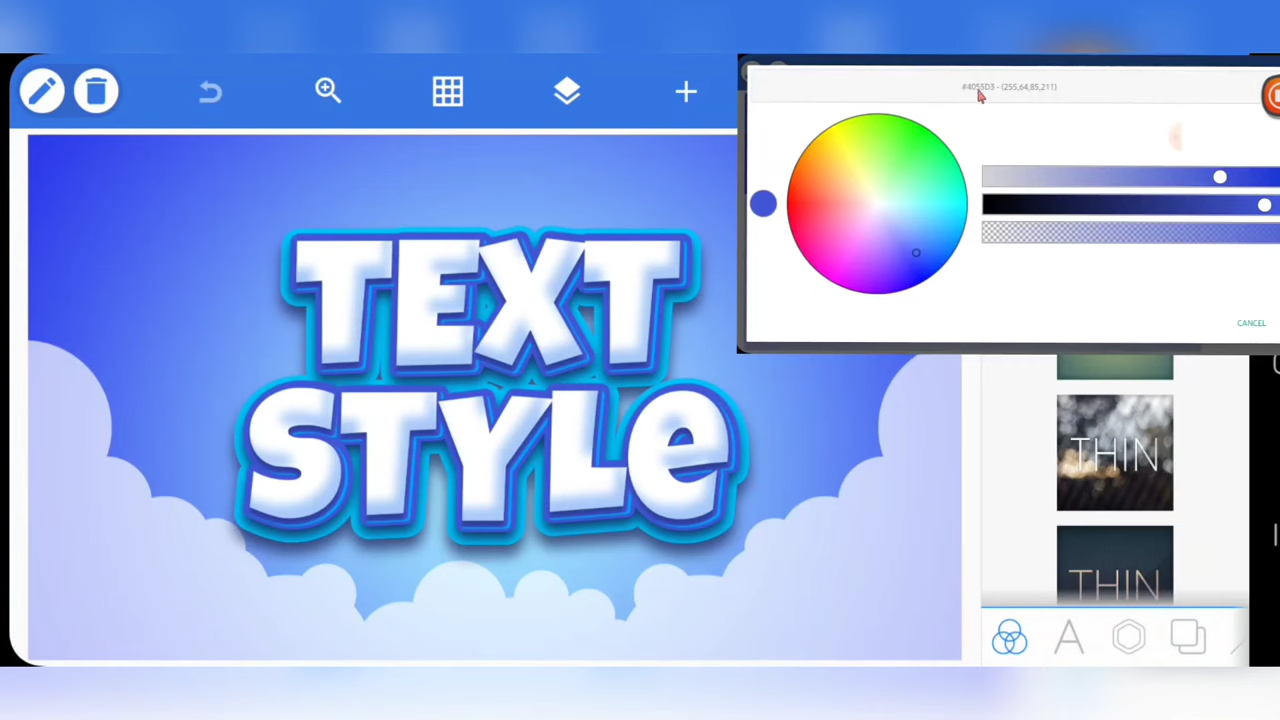 #4055D3 - (255,64,85,211)
TEXT
STYLE
CANCEL
THIN
THIN